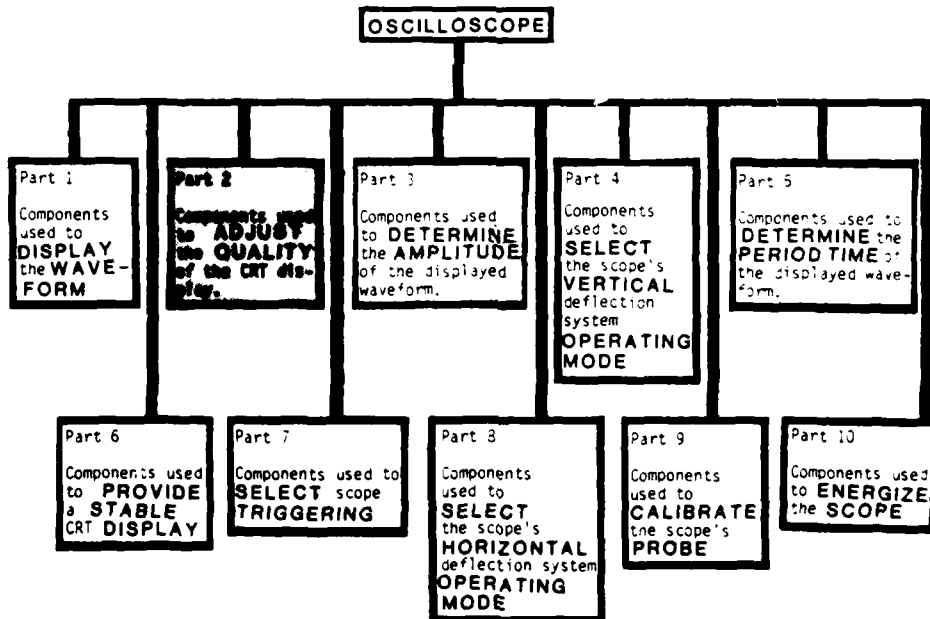 OSCILLOSCOPE
Part 1
Components
used to
DISPLAY
the WAVE-
FORM
Part 2
Components used
to ADJUST
the QUALITY
of the CRT dis-
play.
Part 3
Components used
to DETERMINE
the AMPLITUDE
of the displayed
waveform.
Part 4
Components
used to
SELECT
the scope's
VERTICAL
deflection
system
OPERATING
MODE
Part 5
Components used to
DETERMINE the
PERIOD TIME of
the displayed wave-
form.
Part 6
Components used
to PROVIDE
a STABLE
CRT DISPLAY
Part 7
Components used to
SELECT scope
TRIGGERING
Part 8
Components
used to
SELECT
the scope's
HORIZONTAL
deflection system
OPERATING
MODE
Part 9
Components
used to
CALIBRATE
the scope's
PROBE
Part 10
Components used
to ENERGIZE
the SCOPE